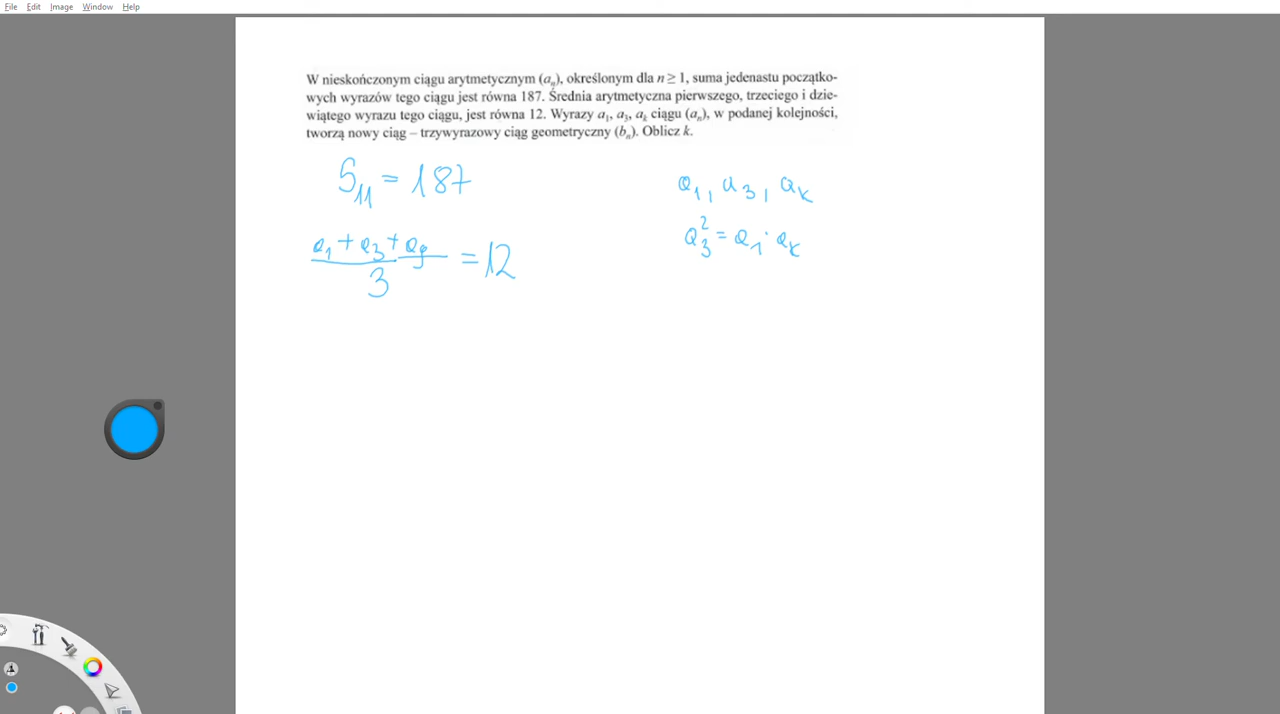 File Edit Image Window Help
W nieskończonym ciągu arytmetycznym (aₙ), określonym dla n ≥ 1, suma jedenastu początko-
wych wyrazów tego ciągu jest równa 187. Średnia arytmetyczna pierwszego, trzeciego i dzie-
wiątego wyrazu tego ciągu, jest równa 12. Wyrazy a₁, a₃, aₖ ciągu (aₙ), w podanej kolejności,
tworzą nowy ciąg – trzywyrazowy ciąg geometryczny (bₙ). Oblicz k.
S₁₁ = 187
(a₁ + a₃ + a₉)/3 = 12
a₁, a₃, aₖ
a₃² = a₁ · aₖ